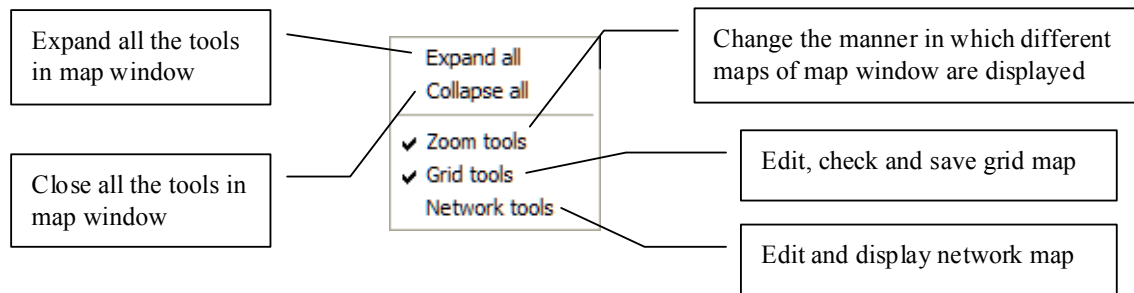 Expand all the tools
in map window
Close all the tools in
map window
Expand all
Collapse all
Zoom tools
Grid tools
Network tools
Change the manner in which different
maps of map window are displayed
Edit, check and save grid map
Edit and display network map